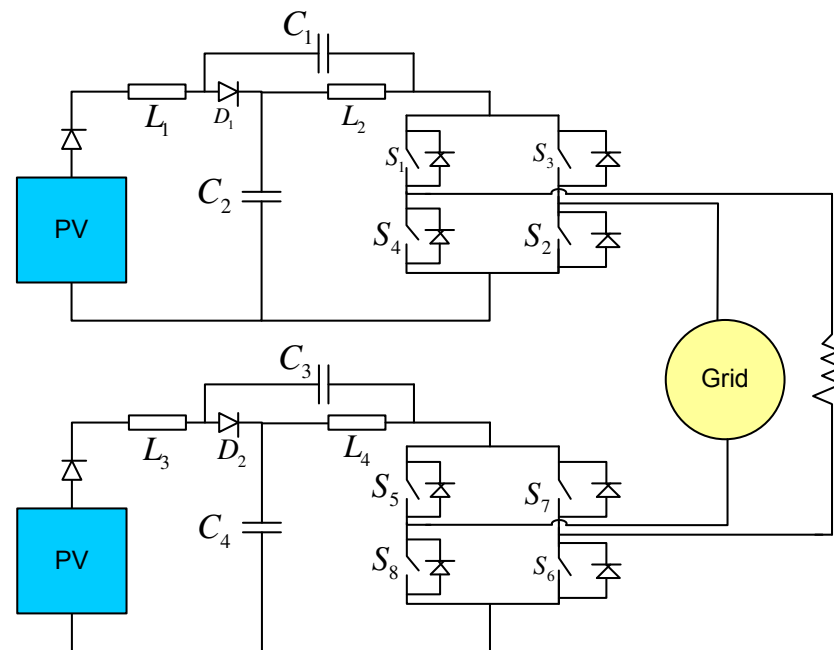 C₁
L₁
D₁
L₂
S₁
S₃
C₂
PV
S₄
S₂
C₃
Grid
L₃
D₂
L₄
S₅
S₇
C₄
PV
S₈
S₆